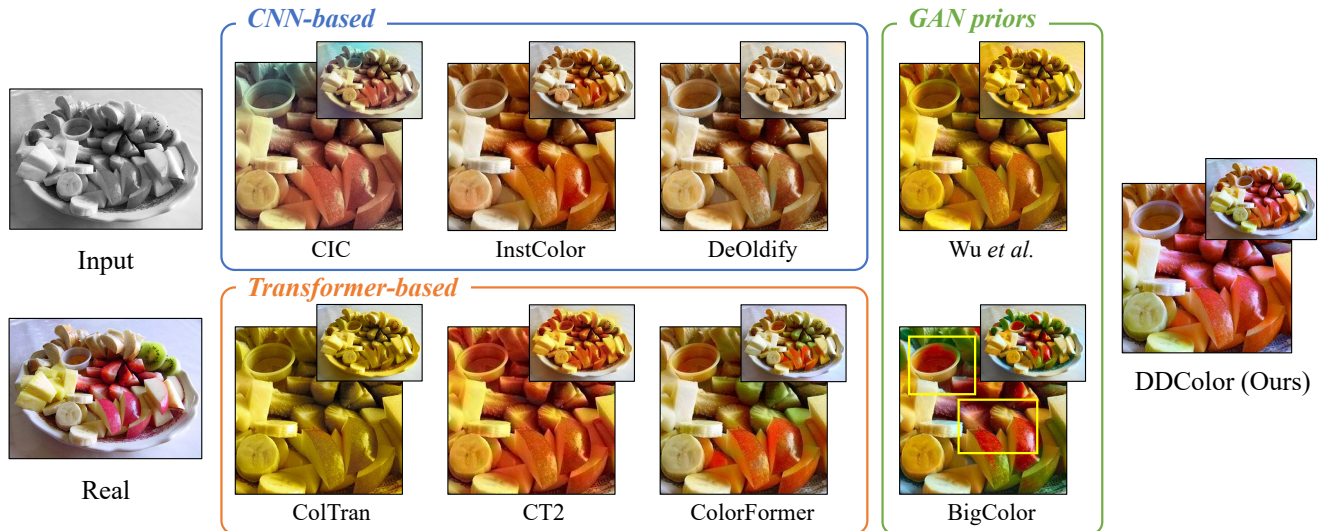 CNN-based
GAN priors
Input
CIC
InstColor
DeOldify
Wu et al.
Transformer-based
DDColor (Ours)
Real
ColTran
CT2
ColorFormer
BigColor